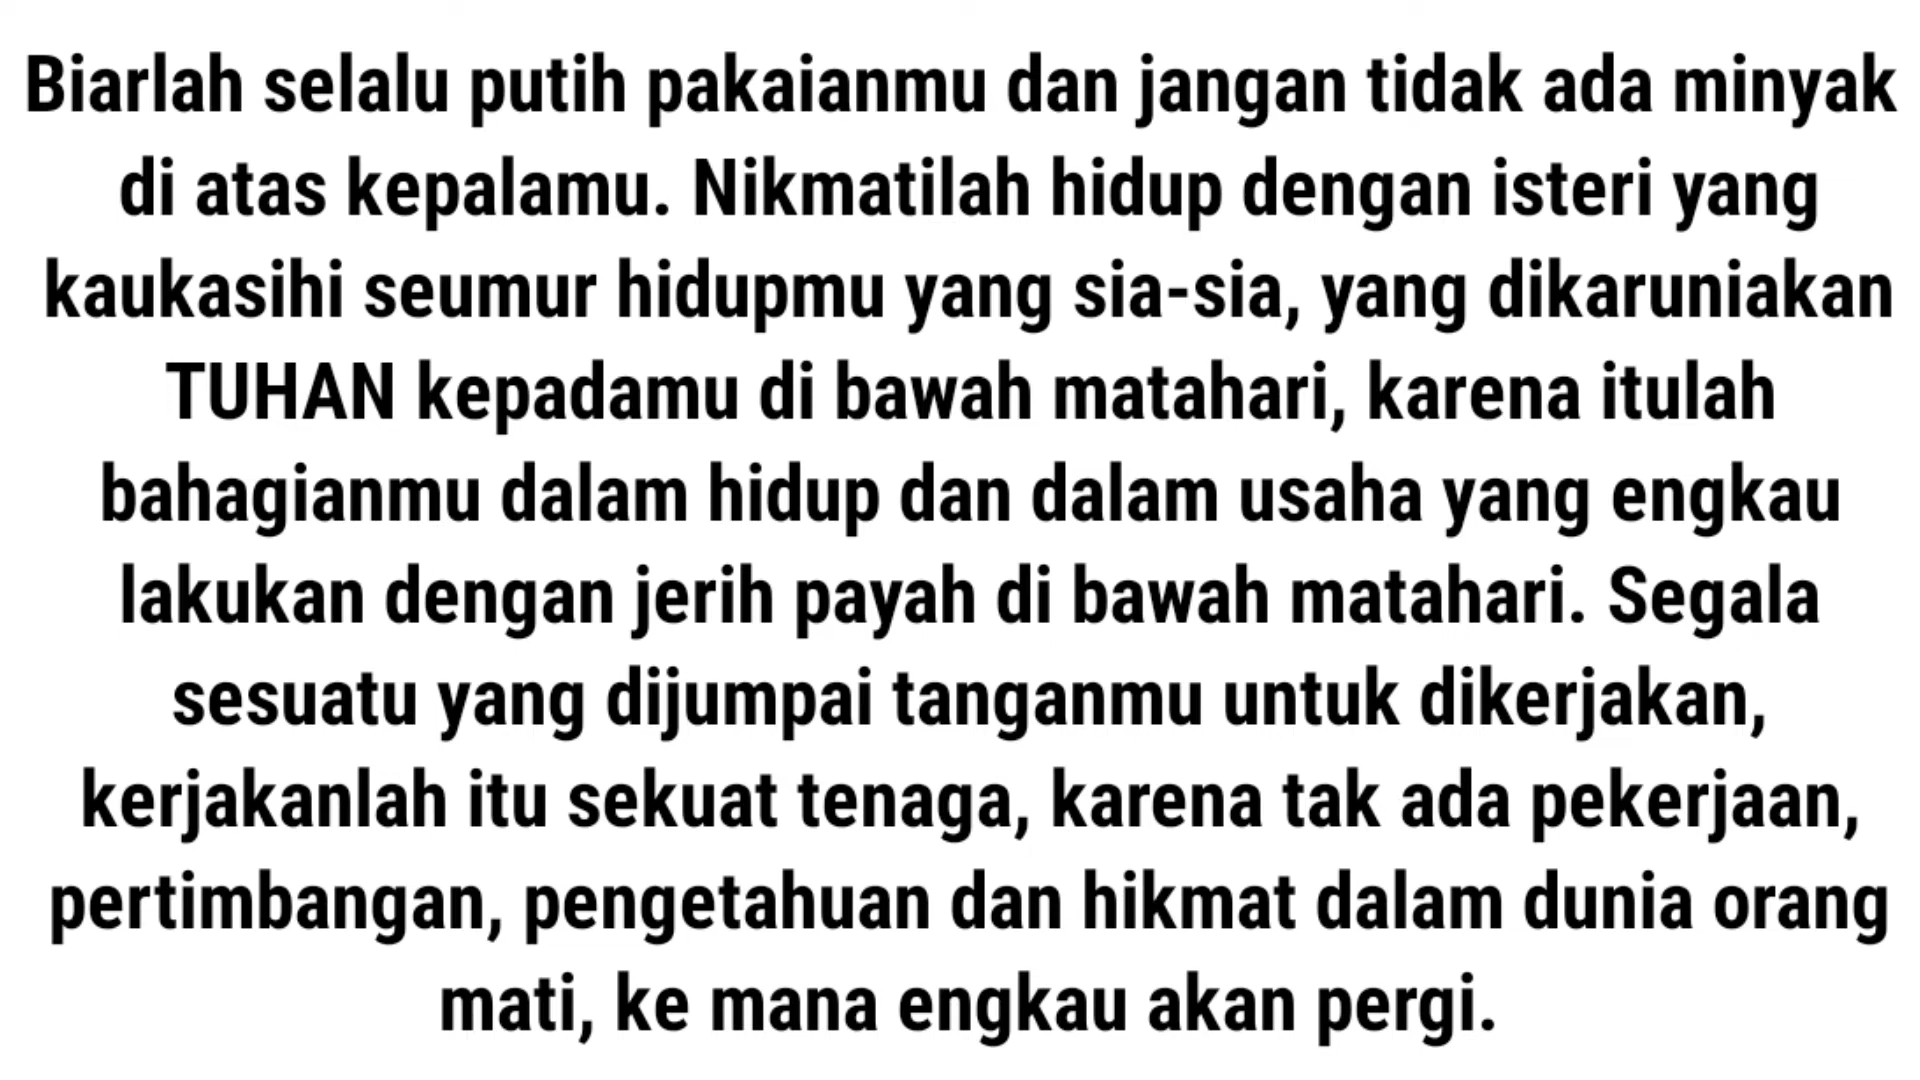 Biarlah selalu putih pakaianmu dan jangan tidak ada minyak
di atas kepalamu. Nikmatilah hidup dengan isteri yang
kaukasihi seumur hidupmu yang sia-sia, yang dikaruniakan
TUHAN kepadamu di bawah matahari, karena itulah
bahagianmu dalam hidup dan dalam usaha yang engkau
lakukan dengan jerih payah di bawah matahari. Segala
sesuatu yang dijumpai tanganmu untuk dikerjakan,
kerjakanlah itu sekuat tenaga, karena tak ada pekerjaan,
pertimbangan, pengetahuan dan hikmat dalam dunia orang
mati, ke mana engkau akan pergi.